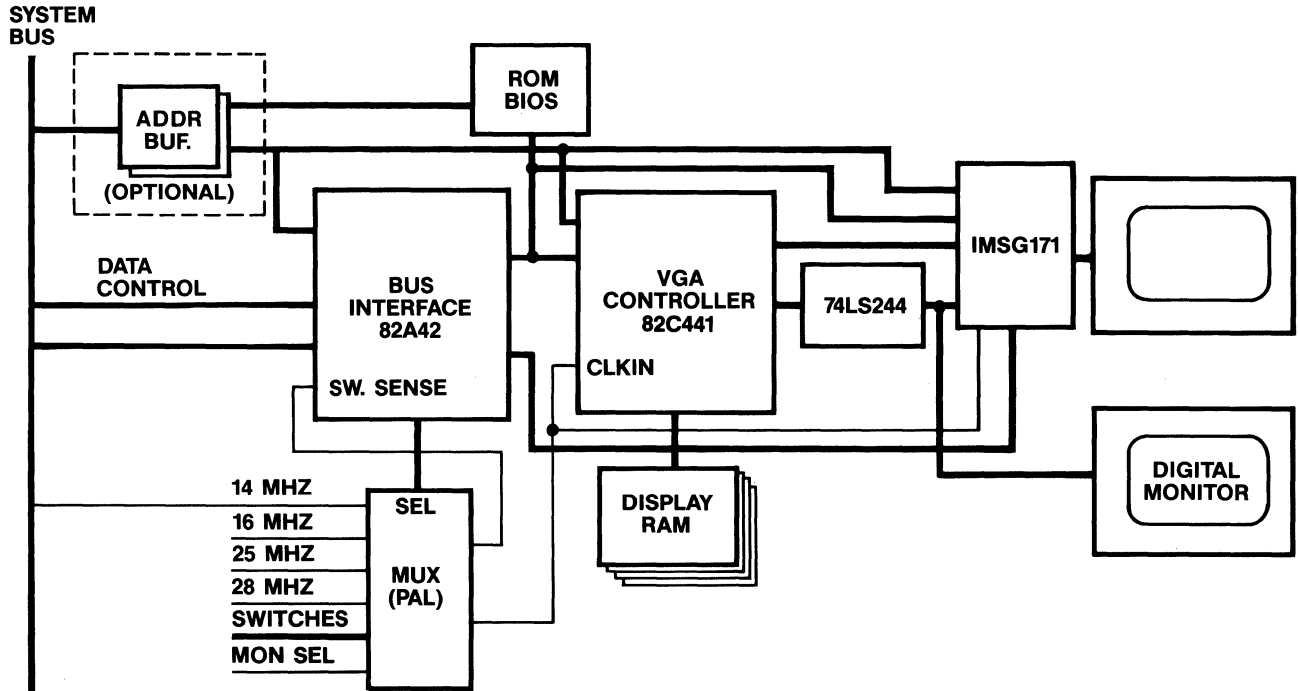 SYSTEM
BUS
ROM
BIOS
ADDR
BUF.
(OPTIONAL)
DATA
CONTROL
BUS
INTERFACE
82A42
SW. SENSE
VGA
CONTROLLER
82C441
CLKIN
74LS244
IMSG171
DIGITAL
MONITOR
DISPLAY
RAM
14 MHZ
16 MHZ
25 MHZ
28 MHZ
SWITCHES
MON SEL
SEL
MUX
(PAL)